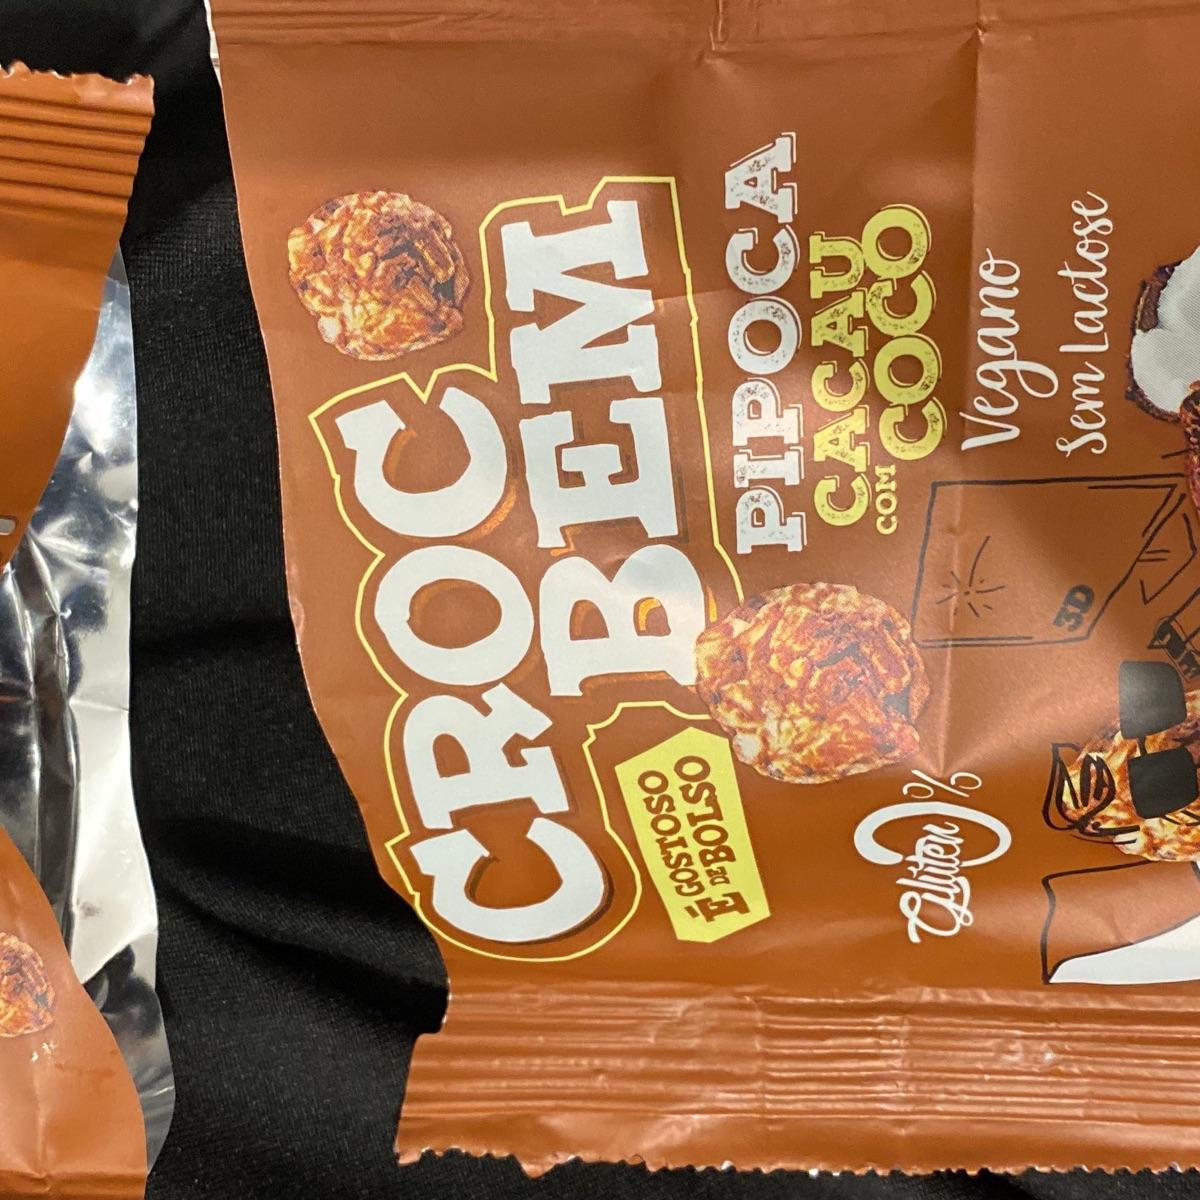 CROC
BEM
É GOSTOSO
DE BOLSO
PIPOCA
CACAU
COM COCO
Vegano
Sem Lactose
Glúten 0%
3D